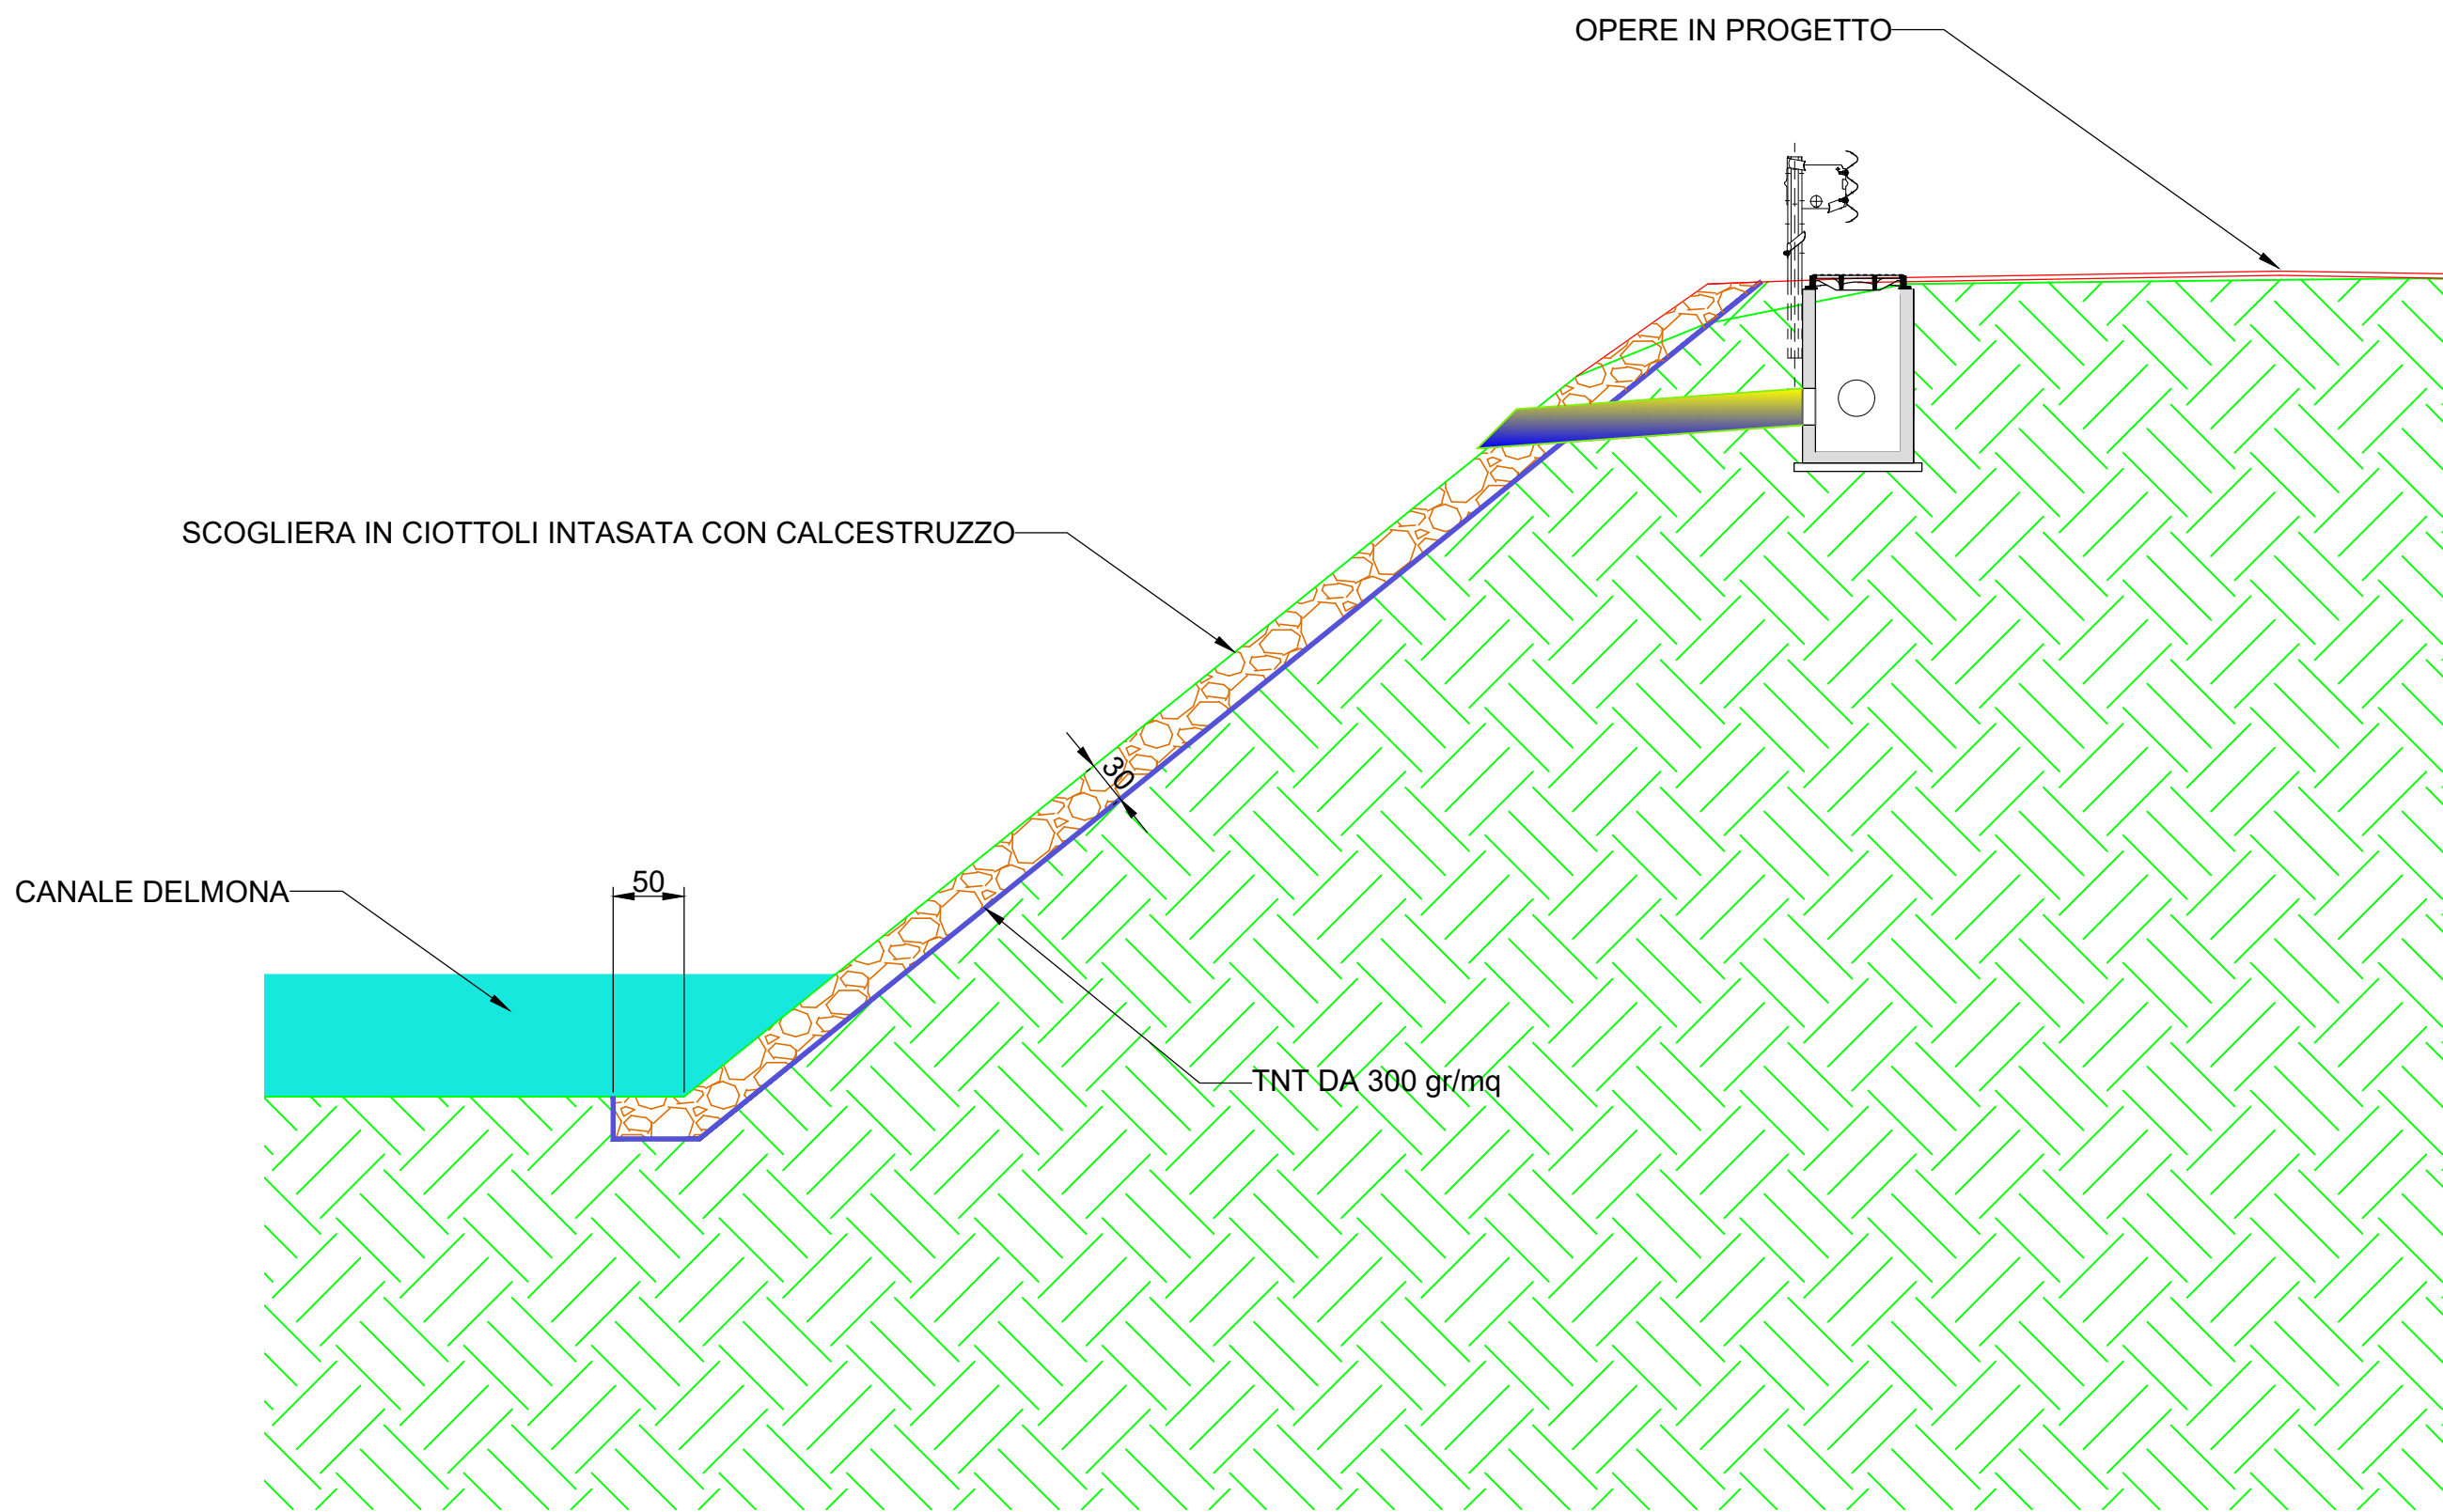 OPERE IN PROGETTO
SCOGLIERA IN CIOTTOLI INTASATA CON CALCESTRUZZO
30
50
CANALE DELMONA
TNT DA 300 gr/mq